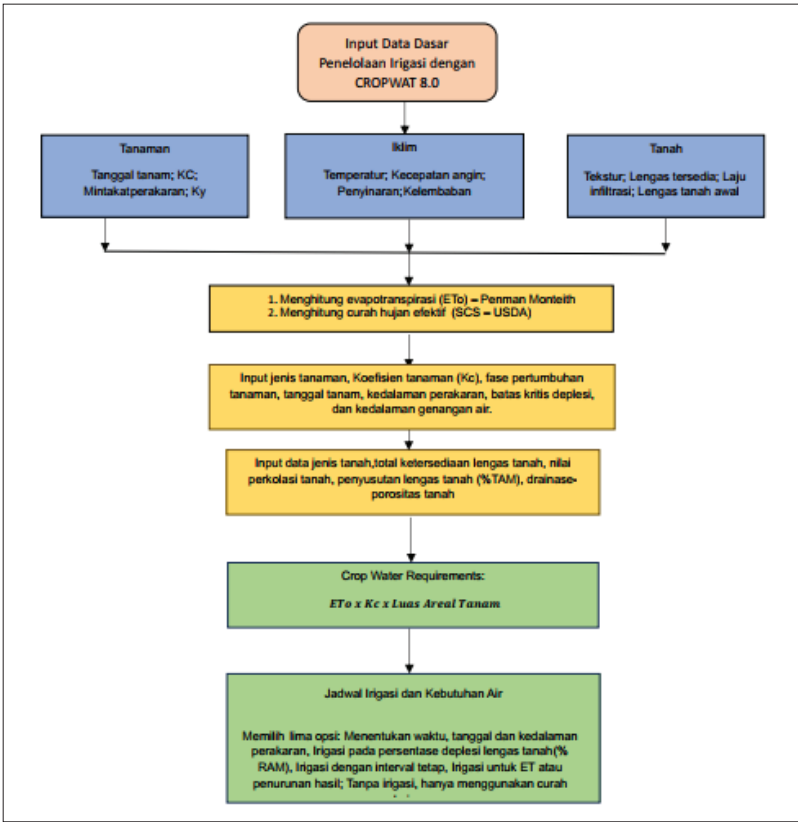 Input Data Dasar
Penelolaan Irigasi dengan
CROPWAT 8.0
Tanaman
Tanggal tanam; KC;
Mintakatperakaran; Ky
Iklim
Temperatur; Kecepatan angin;
Penyinaran;Kelembaban
Tanah
Tekstur; Lengas tersedia; Laju
infiltrasi; Lengas tanah awal
1. Menghitung evapotranspirasi (ETo) – Penman Monteith
2. Menghitung curah hujan efektif (SCS – USDA)
Input jenis tanaman, Koefisien tanaman (Kc), fase pertumbuhan
tanaman, tanggal tanam, kedalaman perakaran, batas kritis deplesi,
dan kedalaman genangan air.
Input data jenis tanah,total ketersediaan lengas tanah, nilai
perkolasi tanah, penyusutan lengas tanah (%TAM), drainase-
porositas tanah
Crop Water Requirements:
ETo x Kc x Luas Areal Tanam
Jadwal Irigasi dan Kebutuhan Air
Memilih lima opsi: Menentukan waktu, tanggal dan kedalaman
perakaran, Irigasi pada persentase deplesi lengas tanah(%
RAM), Irigasi dengan interval tetap, Irigasi untuk ET atau
penurunan hasil; Tanpa irigasi, hanya menggunakan curah